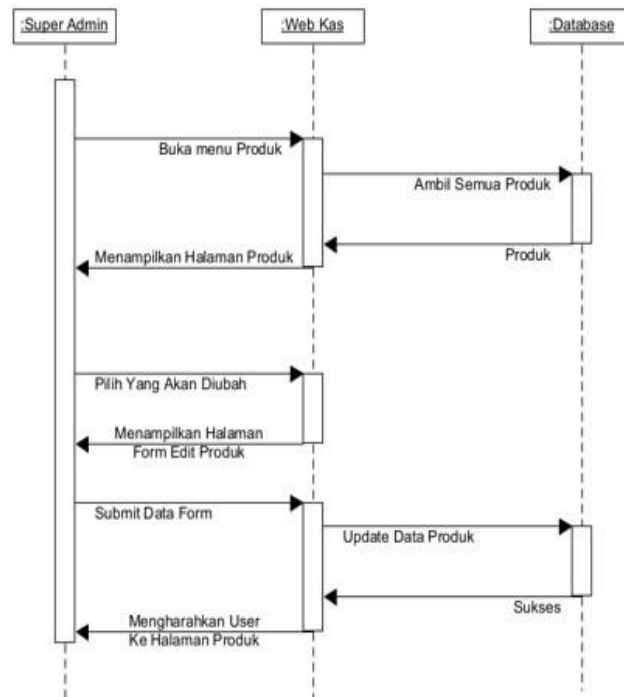 :Super Admin
:Web Kas
:Database
Buka menu Produk
Ambil Semua Produk
Produk
Menampilkan Halaman Produk
Pilih Yang Akan Diubah
Menampilkan Halaman
Form Edit Produk
Submit Data Form
Update Data Produk
Sukses
Mengharahkan User
Ke Halaman Produk